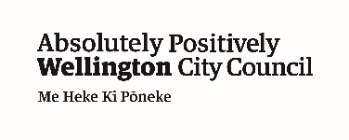 Absolutely Positively
Wellington City Council
Me Heke Ki Pōneke